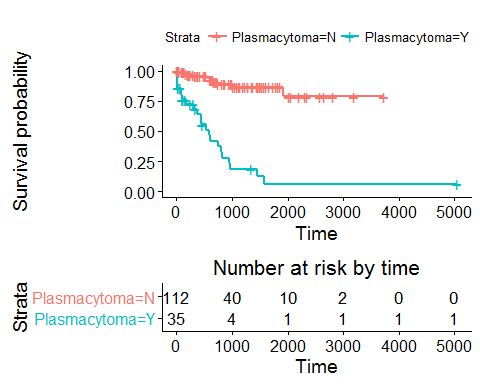 Strata Plasmacytoma=N Plasmacytoma=Y
Survival probability
1.00
0.75
0.50
0.25
0.00
0 1000 2000 3000 4000 5000
Time
Number at risk by time
Strata
Plasmacytoma=N 112 40 10 2 0 0
Plasmacytoma=Y 35 4 1 1 1 1
0 1000 2000 3000 4000 5000
Time